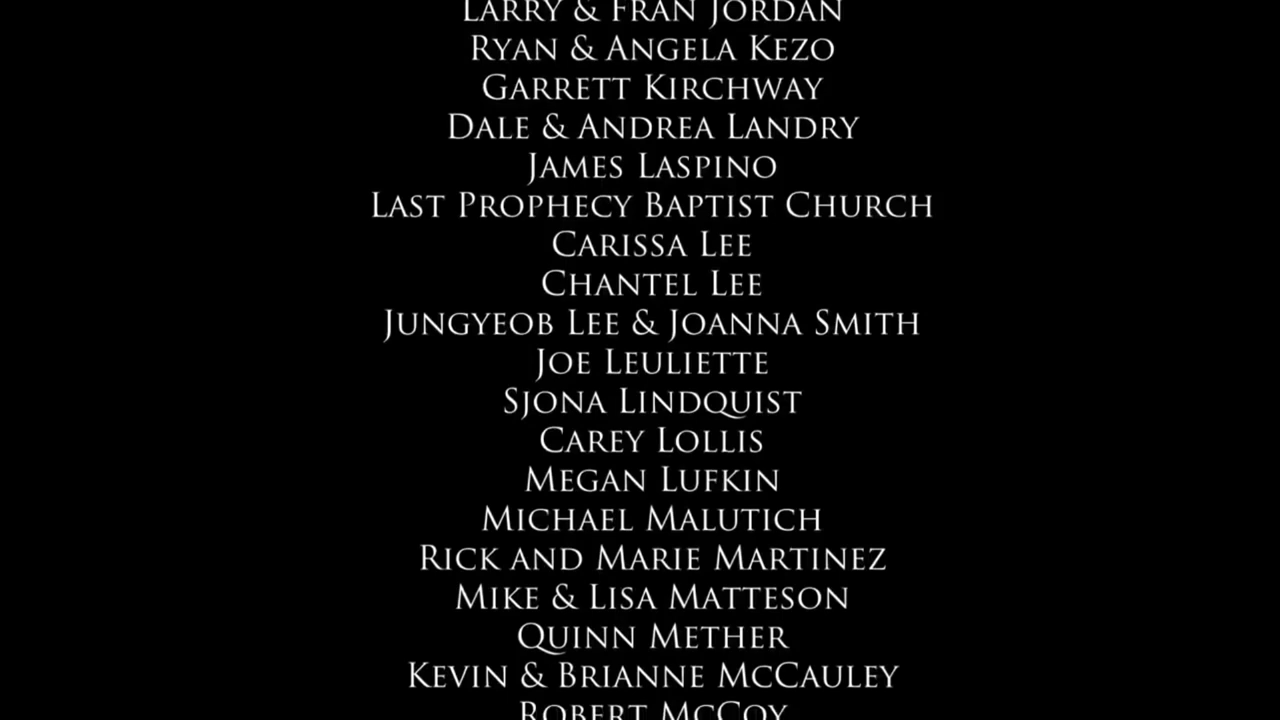 Larry & Fran Jordan
Ryan & Angela Kezo
Garrett Kirchway
Dale & Andrea Landry
James Laspino
Last Prophecy Baptist Church
Carissa Lee
Chantel Lee
Jungyeob Lee & Joanna Smith
Joe Leuliette
Sjona Lindquist
Carey Lollis
Megan Lufkin
Michael Malutich
Rick and Marie Martinez
Mike & Lisa Matteson
Quinn Mether
Kevin & Brianne McCauley
Robert McCoy